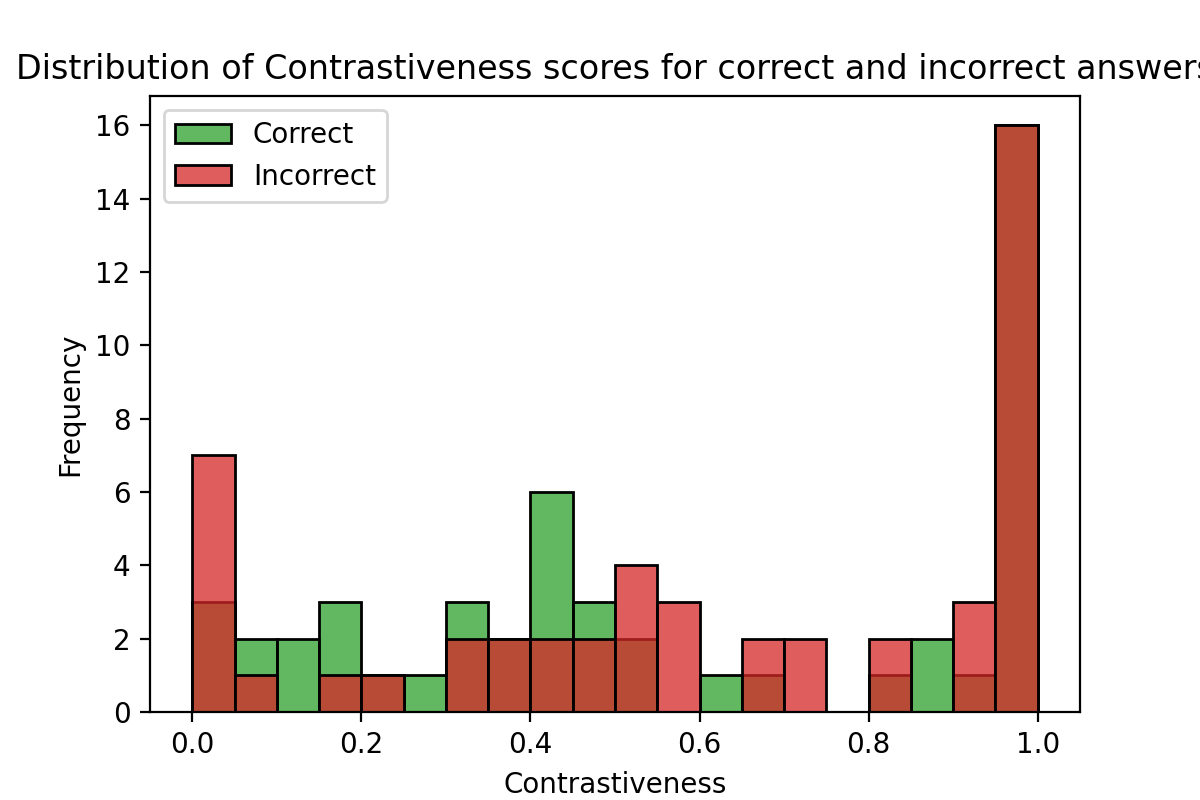 Distribution of Contrastiveness scores for correct and incorrect answers
Correct
Incorrect
16
14
12
10
8
6
4
2
0
Frequency
0.0 0.2 0.4 0.6 0.8 1.0
Contrastiveness